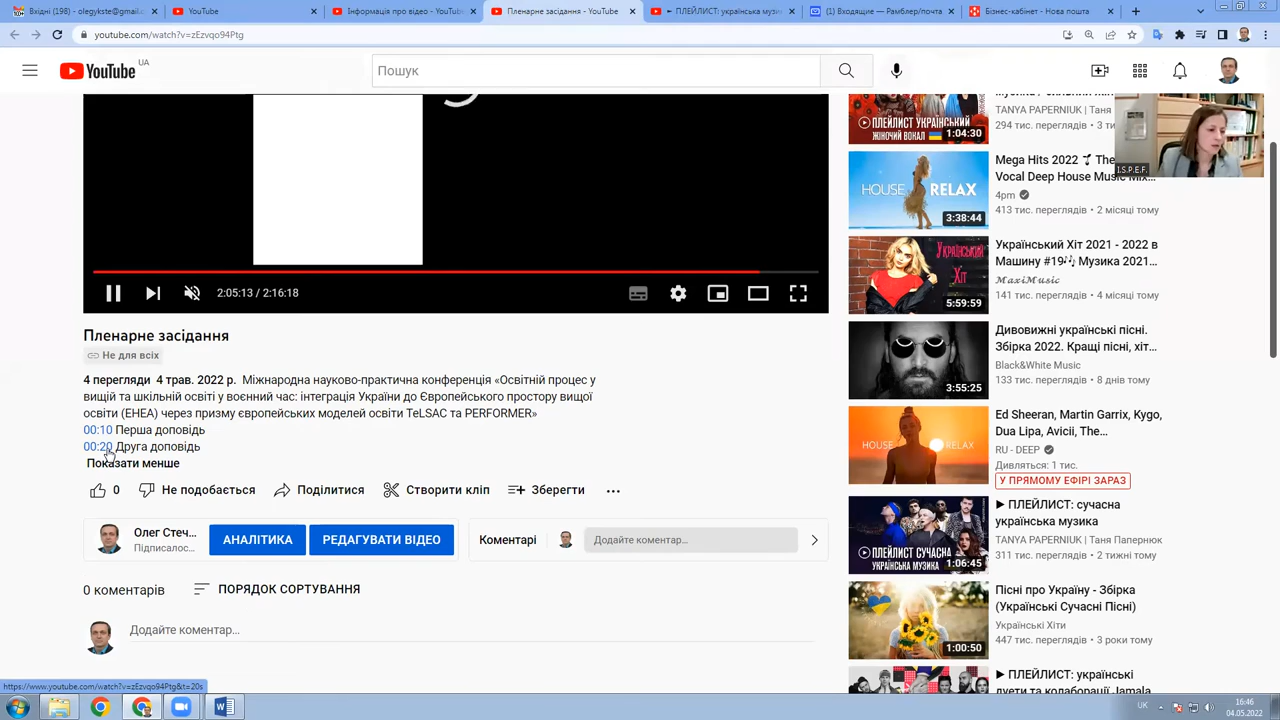 Вхідні (198) - olegykste
YouTube
Інформація про відео - YouTube
Пленарне засідання - YouTube
► ПЛЕЙЛИСТ: сучасна украї
(1) Входящие — Рамблер/почта
Бізнес-план інтернет-магазин
youtube.com/watch?v=zEzvqo94Ptg
YouTube
UA
Пошук
TANYA PAPERNIUK | Таня
294 тис. переглядів •
ПЛЕЙЛИСТ УКРАЇНСЬКИЙ
ЖІНОЧИЙ ВОКАЛ
1:04:30
I.S.P.E.F.
HOUSE RELAX
3:38:44
Mega Hits 2022
Vocal Deep House Music Mix...
4pm
413 тис. переглядів • 2 місяці тому
УКРАЇНСЬКИЙ
ХІТ
5:59:59
Український Хіт 2021 - 2022 в
Машину #19 Музика 2021...
MaxiMusic
141 тис. переглядів • 4 місяці тому
2:05:13 / 2:16:18
3:55:25
Дивовижні українські пісні.
Збірка 2022. Кращі пісні, хіт...
Black&White Music
133 тис. переглядів • 8 днів тому
Пленарне засідання
Не для всіх
4 перегляди 4 трав. 2022 р. Міжнародна науково-практична конференція «Освітній процес у
вищій та шкільній освіті у воєнний час: інтеграція України до Європейського простору вищої
освіти (EHEA) через призму європейських моделей освіти TeLSAC та PERFORMER»
00:10 Перша доповідь
00:20 Друга доповідь
Показати менше
HOUSE RELAX
Ed Sheeran, Martin Garrix, Kygo,
Dua Lipa, Avicii, The...
RU - DEEP
Дивляться: 1 тис.
У ПРЯМОМУ ЕФІРІ ЗАРАЗ
0
Не подобається
Поділитися
Створити кліп
Зберегти
...
Олег Стеч...
Підписалос...
АНАЛІТИКА
РЕДАГУВАТИ ВІДЕО
Коментарі
Додайте коментар...
ПЛЕЙЛИСТ СУЧАСНА
УКРАЇНСЬКА МУЗИКА
1:06:45
► ПЛЕЙЛИСТ: сучасна
українська музика
TANYA PAPERNIUK | Таня Папернюк
311 тис. переглядів • 2 тижні тому
0 коментарів
ПОРЯДОК СОРТУВАННЯ
Додайте коментар...
1:00:50
Пісні про Україну - Збірка
(Українські Сучасні Пісні)
Українські Хіти
447 тис. переглядів • 3 роки тому
► ПЛЕЙЛИСТ: українські
дуети та колаборації Jamala
https://www.youtube.com/watch?v=zEzvqo94Ptg&t=20s
UK
16:46
04.05.2022